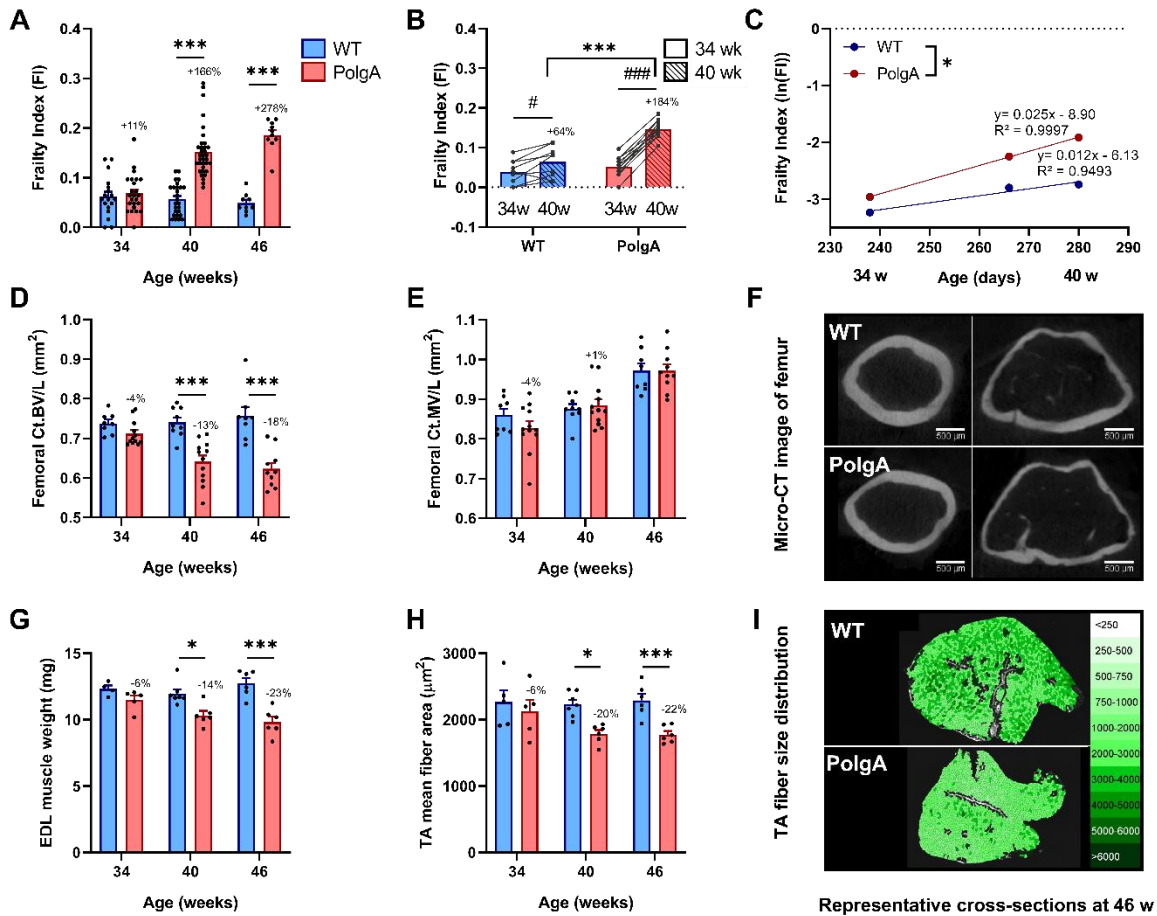 A
Frailty Index (FI)
0.4
0.3
0.2
0.1
0.0
***
+166%
***
+11%
+278%
34
40
46
Age (weeks)
WT
PolgA
B
Frailty Index (FI)
0.4
0.3
0.2
0.1
0.0
-0.1
***
#
###
+64%
+184%
34w
40w
34w
40w
WT
PolgA
34 wk
40 wk
C
Frailty Index (ln(FI))
-0
-1
-2
-3
WT
PolgA
*
y= 0.025x - 8.90
R² = 0.9997
y= 0.012x - 6.13
R² = 0.9493
230
240
250
260
270
280
290
34 w
Age (days)
40 w
D
Femoral Ct.BV/L (mm²)
1.0
0.9
0.8
0.7
0.6
0.5
-4%
***
-13%
***
-18%
34
40
46
Age (weeks)
E
Femoral Ct.MV/L (mm²)
1.1
1.0
0.9
0.8
0.7
0.6
-4%
+1%
34
40
46
Age (weeks)
F
Micro-CT image of femur
WT
500 µm
500 µm
PolgA
500 µm
500 µm
G
EDL muscle weight (mg)
15
10
5
0
-6%
*
-14%
***
-23%
34
40
46
Age (weeks)
H
TA mean fiber area (µm²)
3000
2000
1000
0
-6%
*
-20%
***
-22%
34
40
46
Age (weeks)
I
TA fiber size distribution
WT
PolgA
<250
250-500
500-750
750-1000
1000-2000
2000-3000
3000-4000
4000-5000
5000-6000
>6000
Representative cross-sections at 46 w